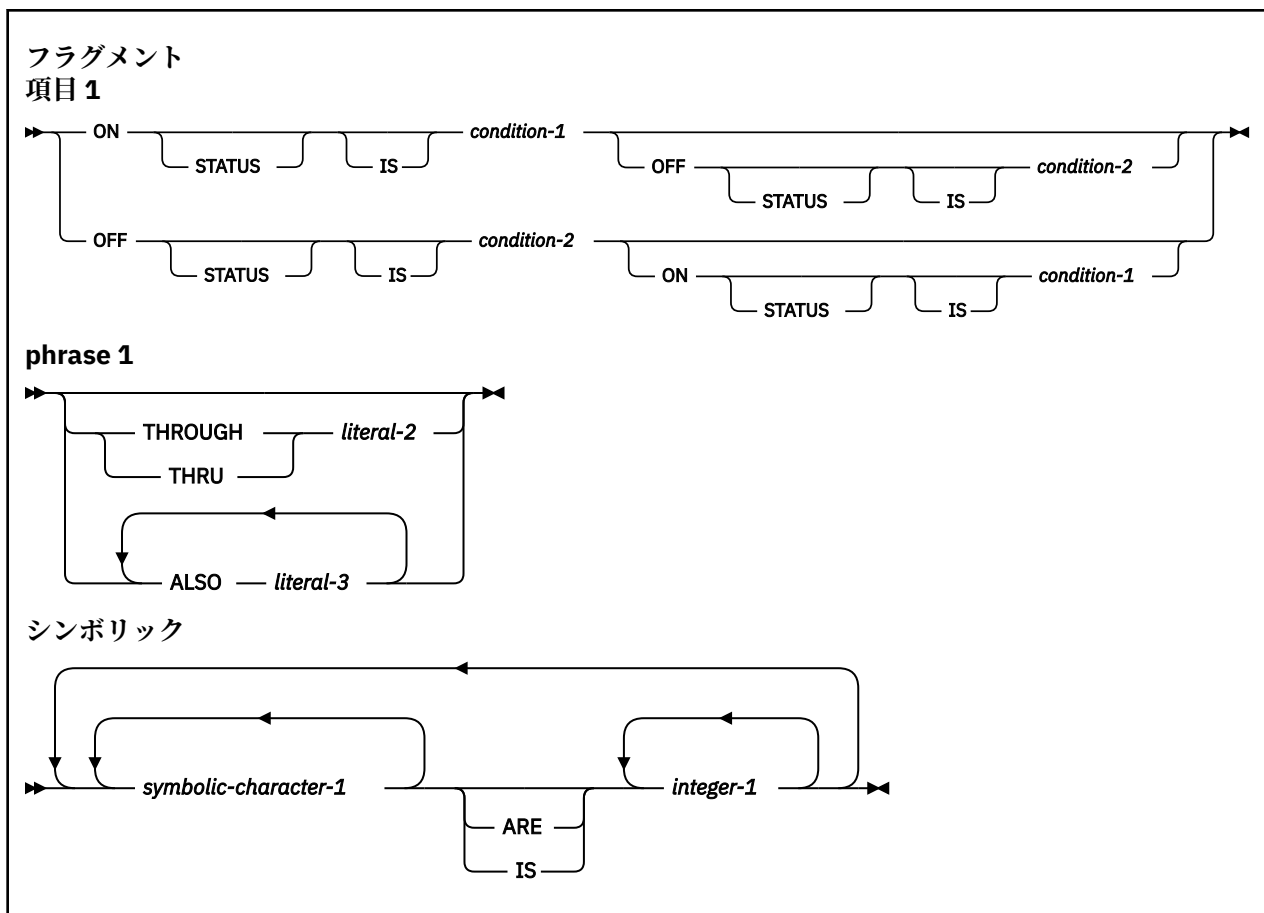 フラグメント
項目 1
ON STATUS IS condition-1 OFF STATUS IS condition-2
OFF STATUS IS condition-2 ON STATUS IS condition-1
phrase 1
THROUGH literal-2
THRU
ALSO literal-3
シンボリック
symbolic-character-1 integer-1
ARE
IS